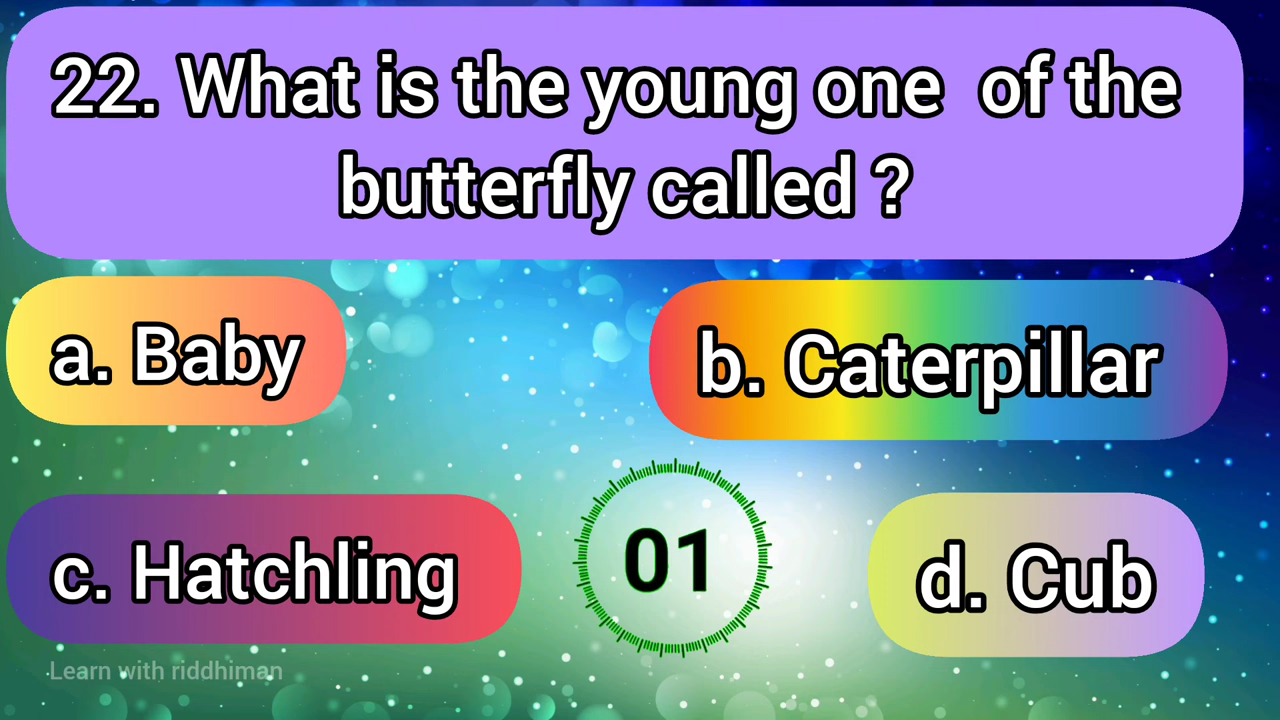 22. What is the young one  of the
butterfly called ?
a. Baby
b. Caterpillar
c. Hatchling
01
d. Cub
Learn with riddhiman